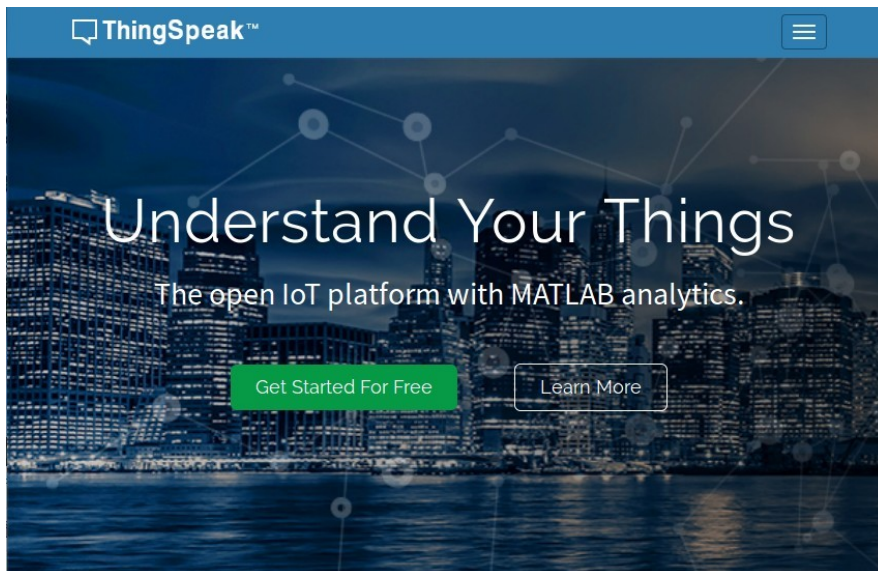 ThingSpeak™
Understand Your Things
The open IoT platform with MATLAB analytics.
Get Started For Free
Learn More